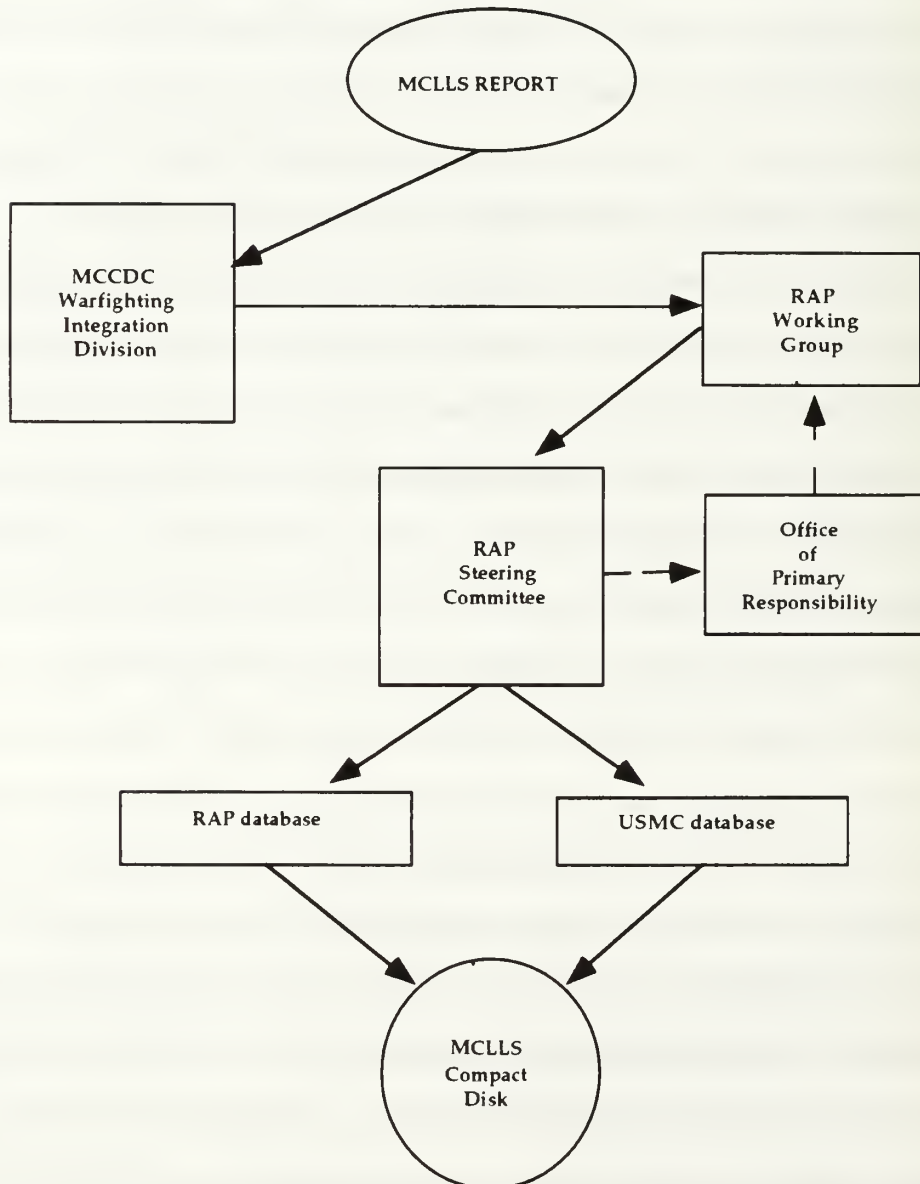 MCLLS REPORT
MCCDC
Warfighting
Integration
Division
RAP
Working
Group
RAP
Steering
Committee
Office
of
Primary
Responsibility
RAP database
USMC database
MCLLS
Compact
Disk